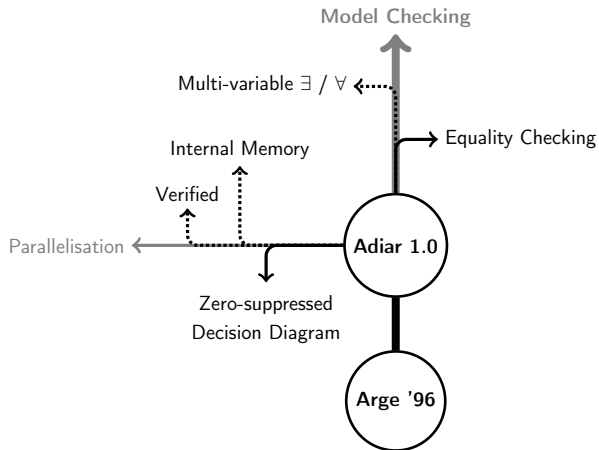 Model Checking
Multi-variable ∃ / ∀
Equality Checking
Internal Memory
Verified
Parallelisation
Adiar 1.0
Zero-suppressed
Decision Diagram
Arge '96